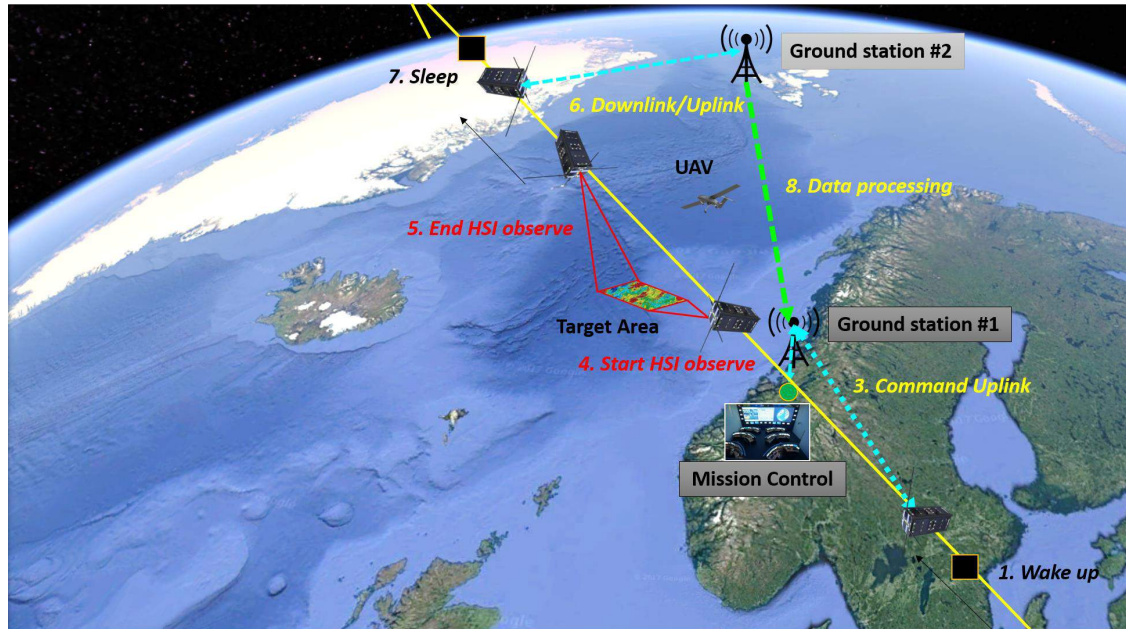 Ground station #2
7. Sleep
6. Downlink/Uplink
UAV
8. Data processing
5. End HSI observe
Target Area
Ground station #1
4. Start HSI observe
3. Command Uplink
Mission Control
1. Wake up